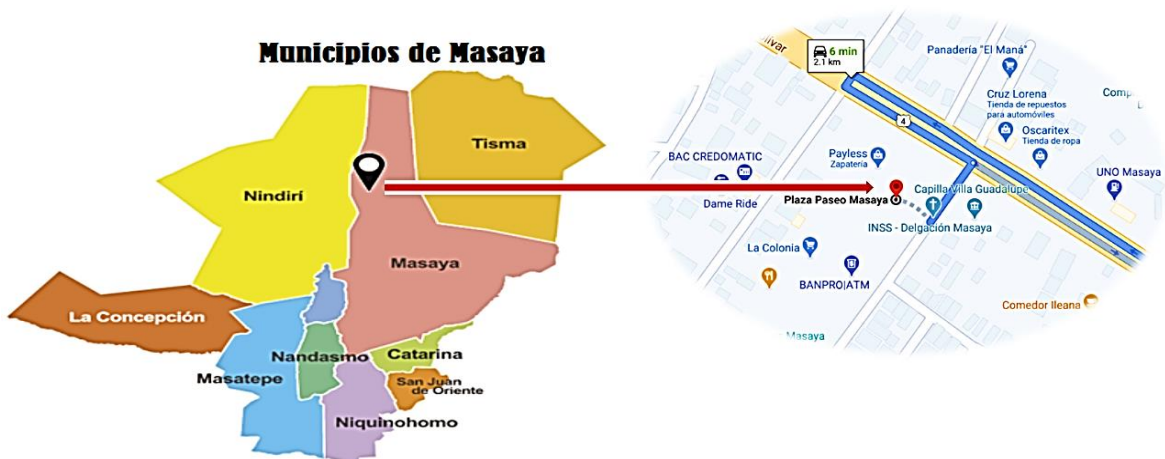 Municipios de Masaya
Tisma
Nindirí
Masaya
La Concepción
Nandasmo
Catarina
Masatepe
San Juan
de Oriente
Niquinohomo
ivar
6 min
2.1 km
Panadería "El Maná"
4
Cruz Lorena
Tienda de repuestos
para automóviles
Comp
Oscaritex
Tienda de ropa
BAC CREDOMATIC
Payless
Zapatería
UNO Masaya
Dame Ride
Plaza Paseo Masaya
Capilla Villa Guadalupe
INSS - Delgación Masaya
La Colonia
BANPRO|ATM
Comedor Ileana
Masaya